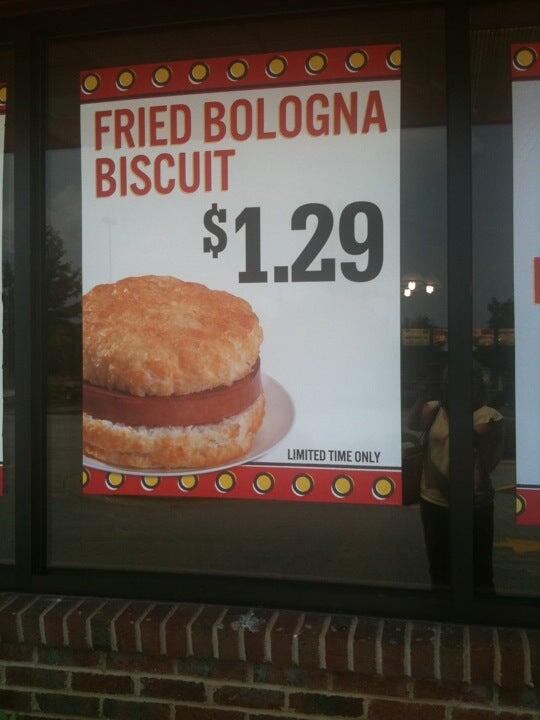 FRIED BOLOGNA
BISCUIT
$1.29
LIMITED TIME ONLY